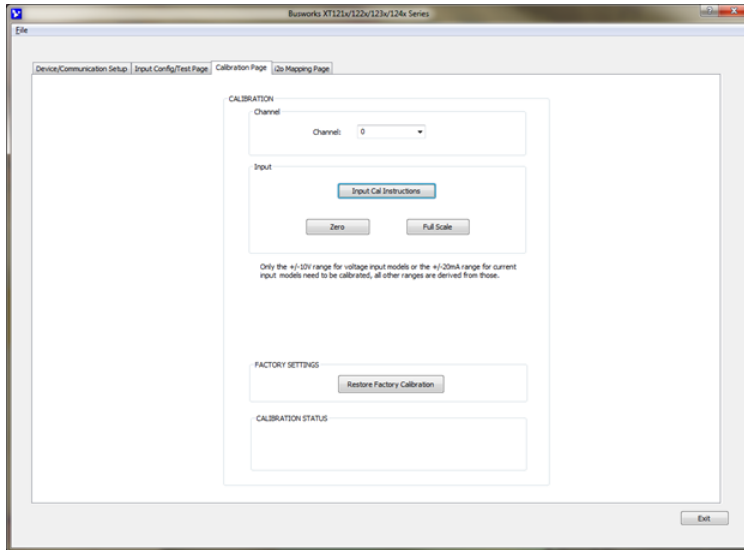 Busworks XT121x/122x/123x/124x Series
File
Device/Communication Setup Input Config/Test Page Calibration Page i2o Mapping Page
CALIBRATION
Channel
Channel: 0
Input
Input Cal Instructions
Zero Full Scale
Only the +/-10V range for voltage input models or the +/-20mA range for current
input models need to be calibrated, all other ranges are derived from those.
FACTORY SETTINGS
Restore Factory Calibration
CALIBRATION STATUS
Exit